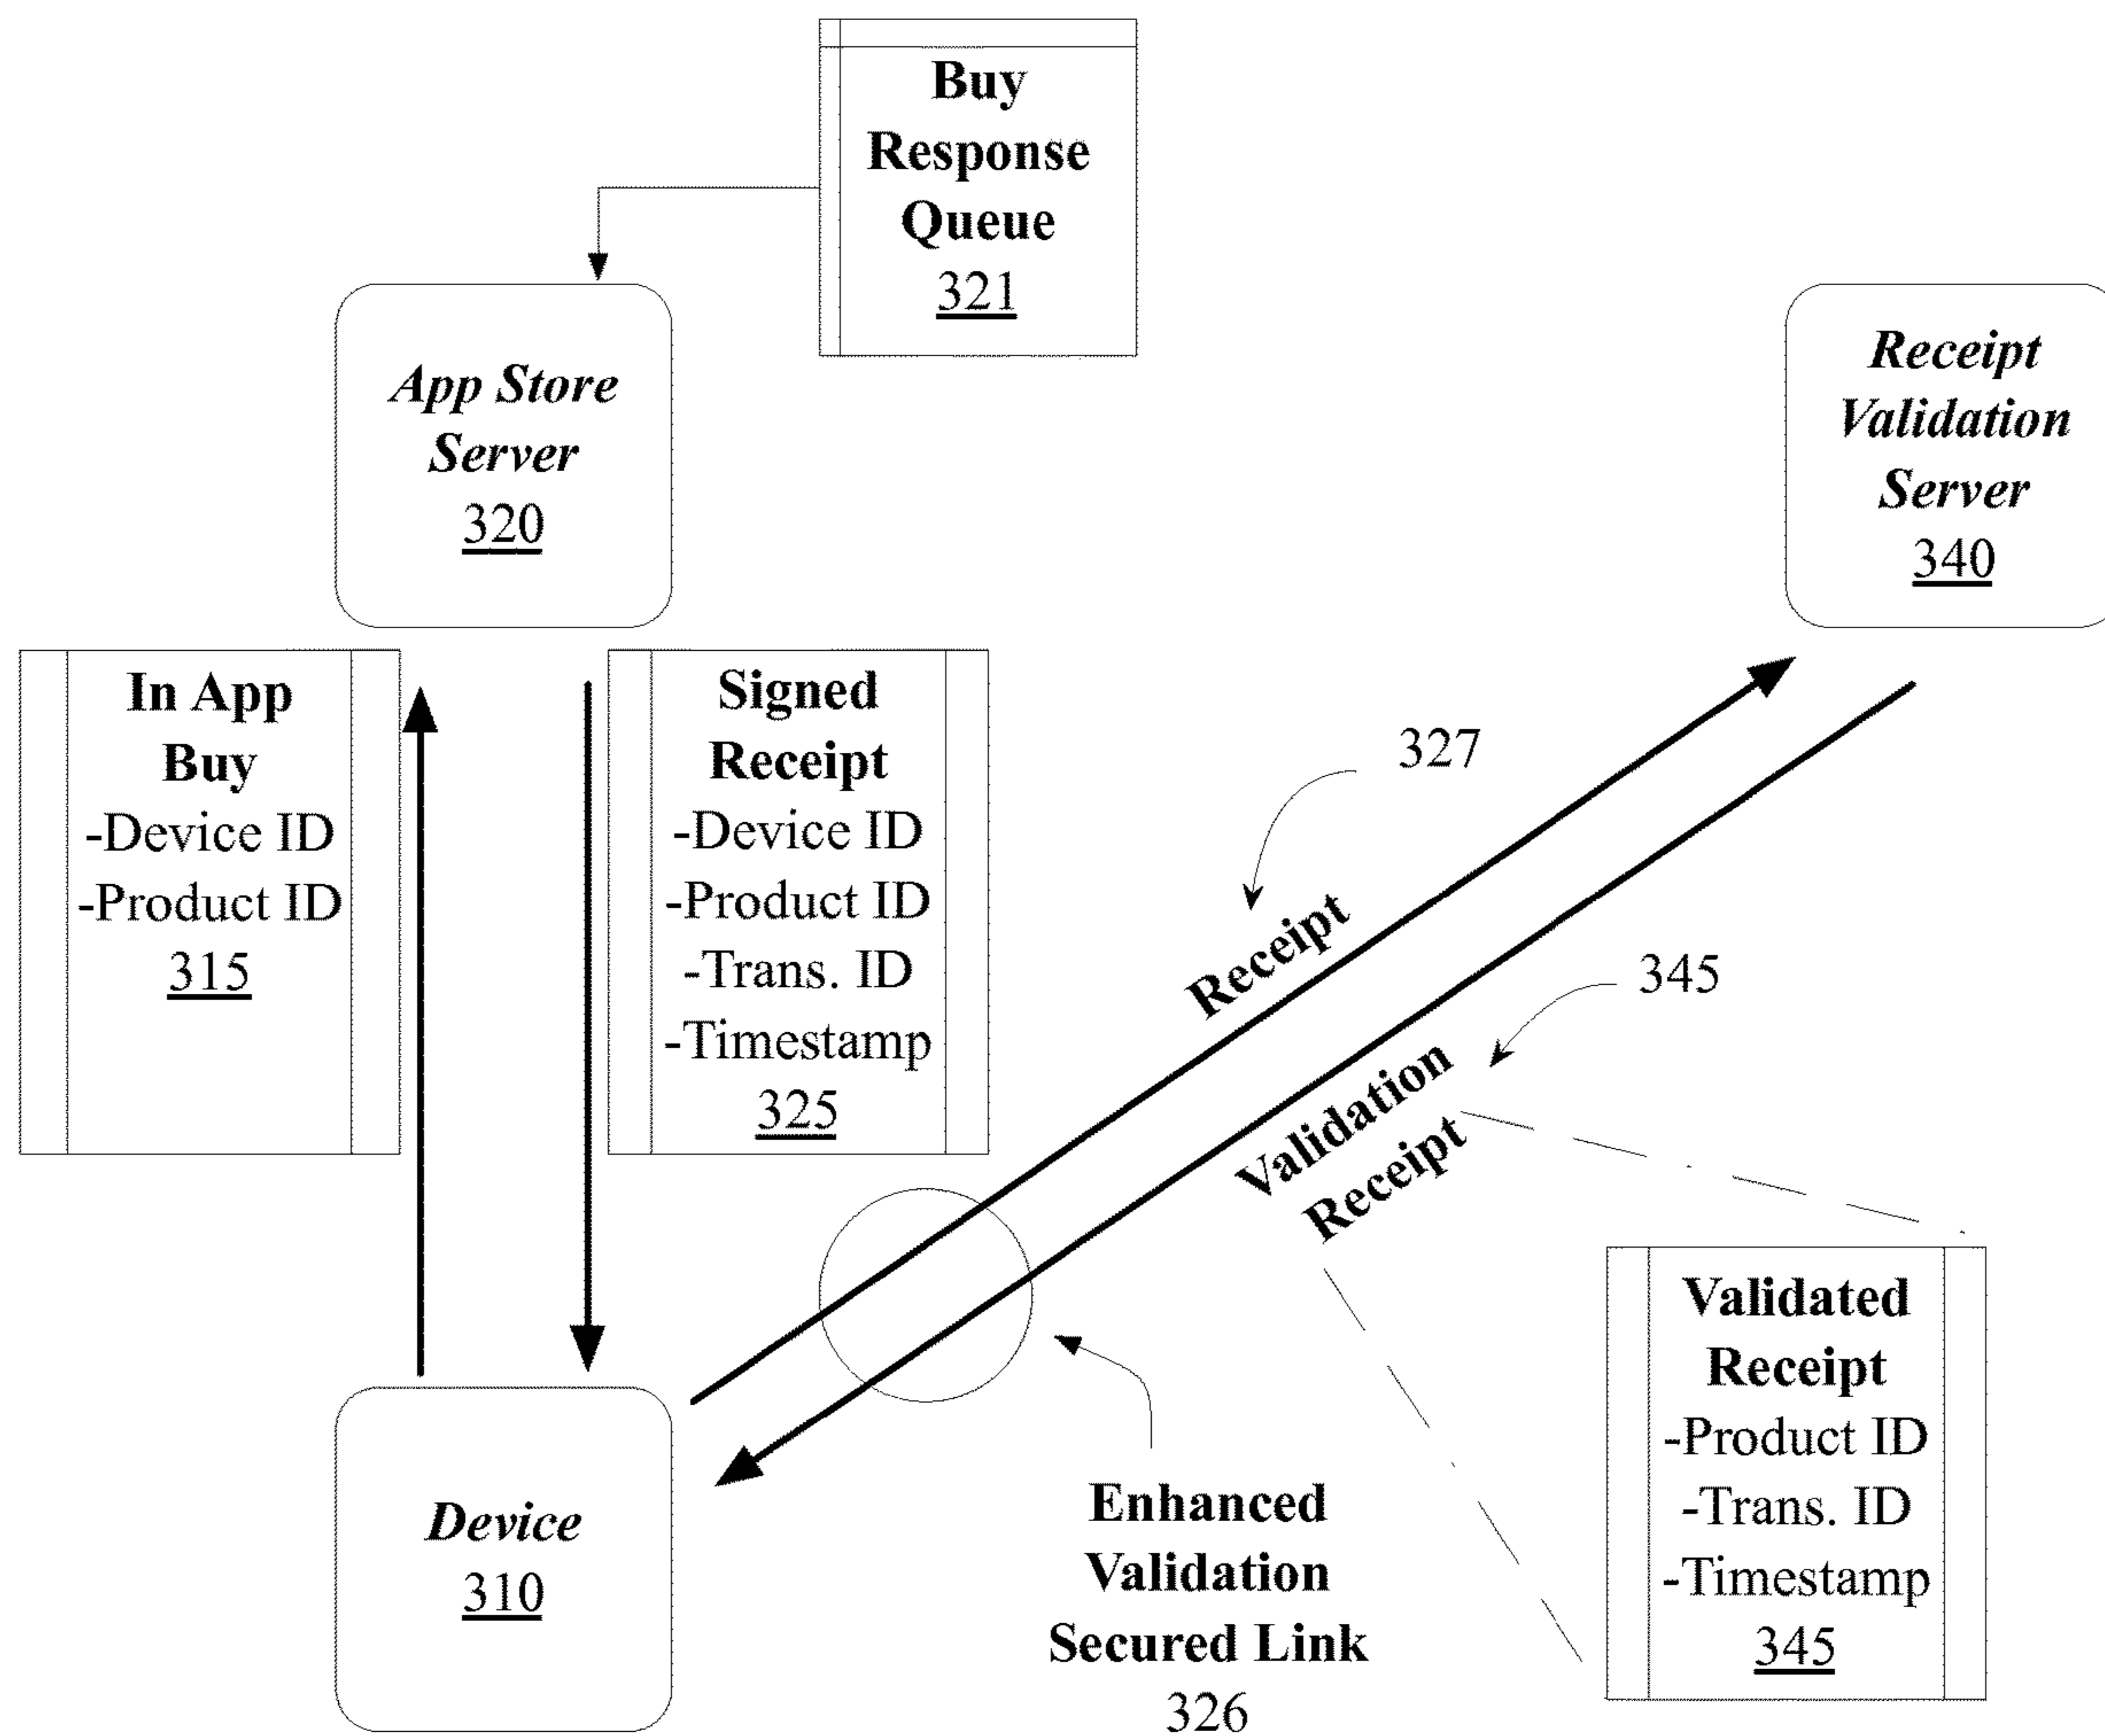 Buy
Response
Queue
321
App Store
Server
320
Receipt
Validation
Server
340
In App
Buy
-Device ID
-Product ID
315
Signed
Receipt
-Device ID
-Product ID
-Trans. ID
-Timestamp
325
327
Receipt
345
Validation
Receipt
Device
310
Enhanced
Validation
Secured Link
326
Validated
Receipt
-Product ID
-Trans. ID
-Timestamp
345